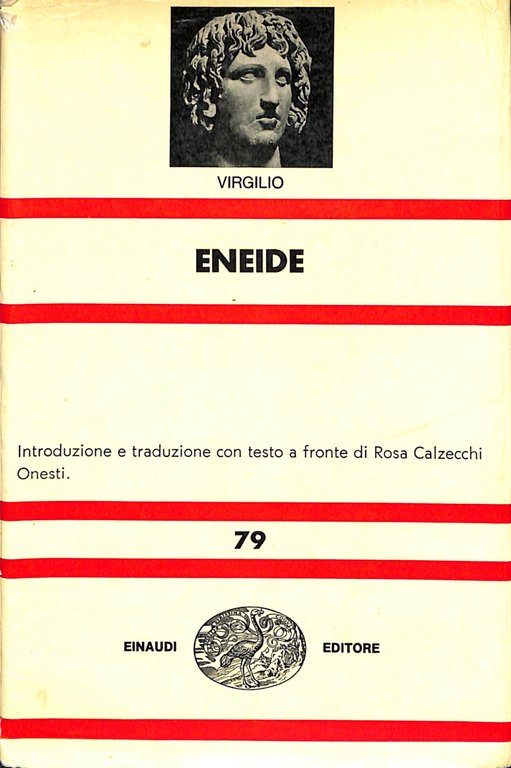 VIRGILIO
ENEIDE
Introduzione e traduzione con testo a fronte di Rosa Calzecchi
Onesti.
79
EINAUDI EDITORE